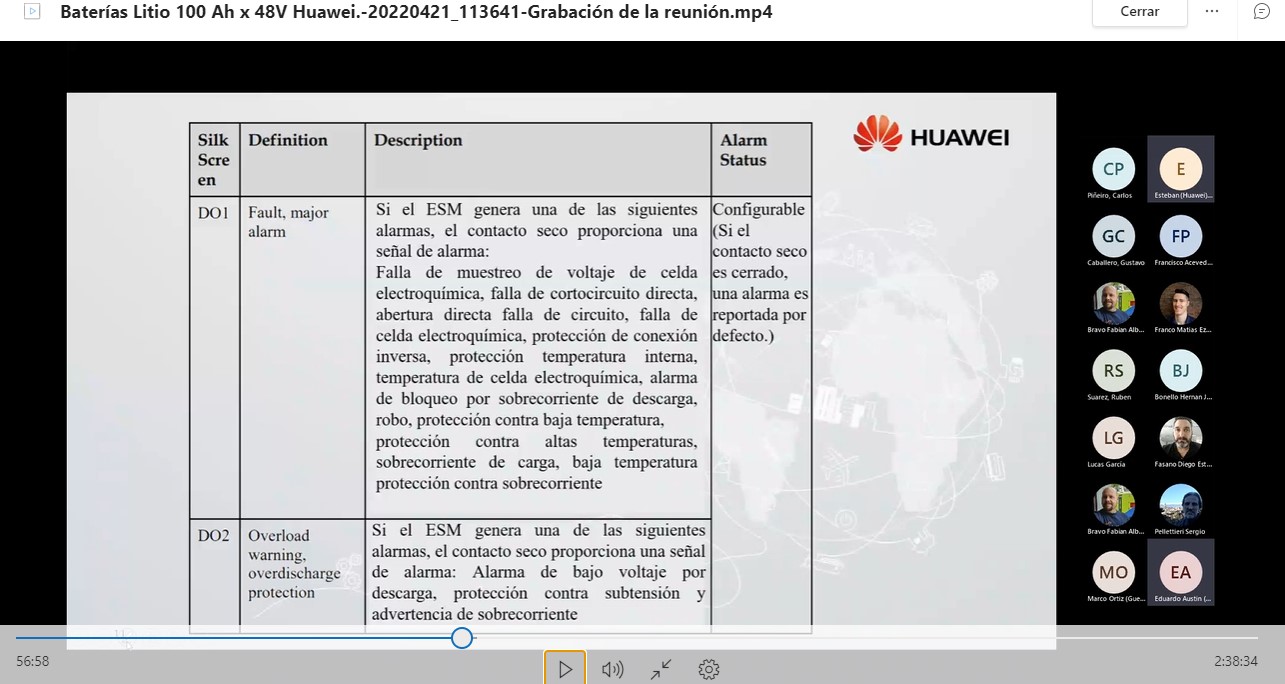 Baterías Litio 100 Ah x 48V Huawei.-20220421_113641-Grabación de la reunión.mp4
Cerrar
HUAWEI
Silk
Scre
en
Definition
Description
Alarm
Status
DO1
Fault, major
alarm
Si el ESM genera una de las siguientes
alarmas, el contacto seco proporciona una
señal de alarma:
Falla de muestreo de voltaje de celda
electroquímica, falla de cortocircuito directa,
abertura directa falla de circuito, falla de
celda electroquímica, protección de conexión
inversa, protección temperatura interna,
temperatura de celda electroquímica, alarma
de bloqueo por sobrecorriente de descarga,
robo, protección contra baja temperatura,
protección contra altas temperaturas,
sobrecorriente de carga, baja temperatura
protección contra sobrecorriente
Configurable
(Si el
contacto seco
es cerrado,
una alarma es
reportada por
defecto.)
DO2
Overload
warning,
overdischarge
protection
Si el ESM genera una de las siguientes
alarmas, el contacto seco proporciona una señal
de alarma: Alarma de bajo voltaje por
descarga, protección contra subtensión y
advertencia de sobrecorriente
CP
Piñeiro, Carlos
E
Esteban (Huawei)...
GC
Caballero, Gustavo
FP
Francisco Aceved...
Bravo Fabian Alb...
Franco Matias Ez...
RS
Suarez, Ruben
BJ
Bonello Hernan J...
LG
Lucas García
Fasano Diego Est...
Bravo Fabian Alb...
Pellettieri Sergio
MO
Marco Ortiz (Gue...
EA
Eduardo Austin (...
56:58
2:38:34